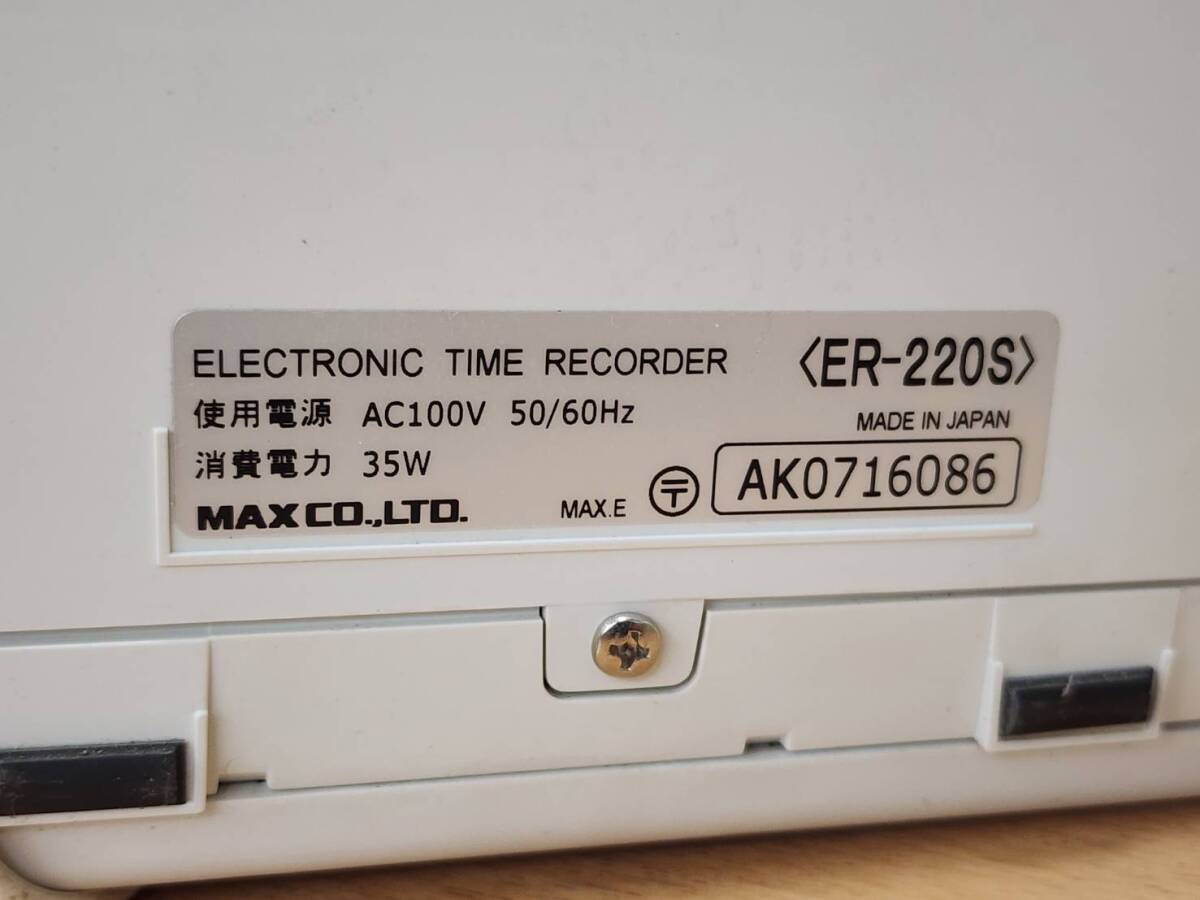 ELECTRONIC TIME RECORDER 〈ER-220S〉
使用電源 AC100V 50/60Hz
MADE IN JAPAN
消費電力 35W
AK0716086
MAX CO.,LTD. MAX.E